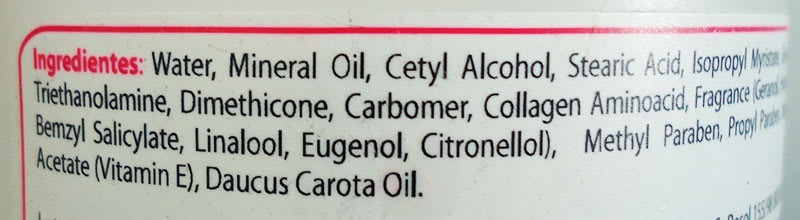 Ingredientes: Water, Mineral Oil, Cetyl Alcohol, Stearic Acid, Isopropyl Myristate,
Triethanolamine, Dimethicone, Carbomer, Collagen Aminoacid, Fragrance (Geraniol,
Bemzyl Salicylate, Linalool, Eugenol, Citronellol), Methyl Paraben, Propyl Paraben,
Acetate (Vitamin E), Daucus Carota Oil.